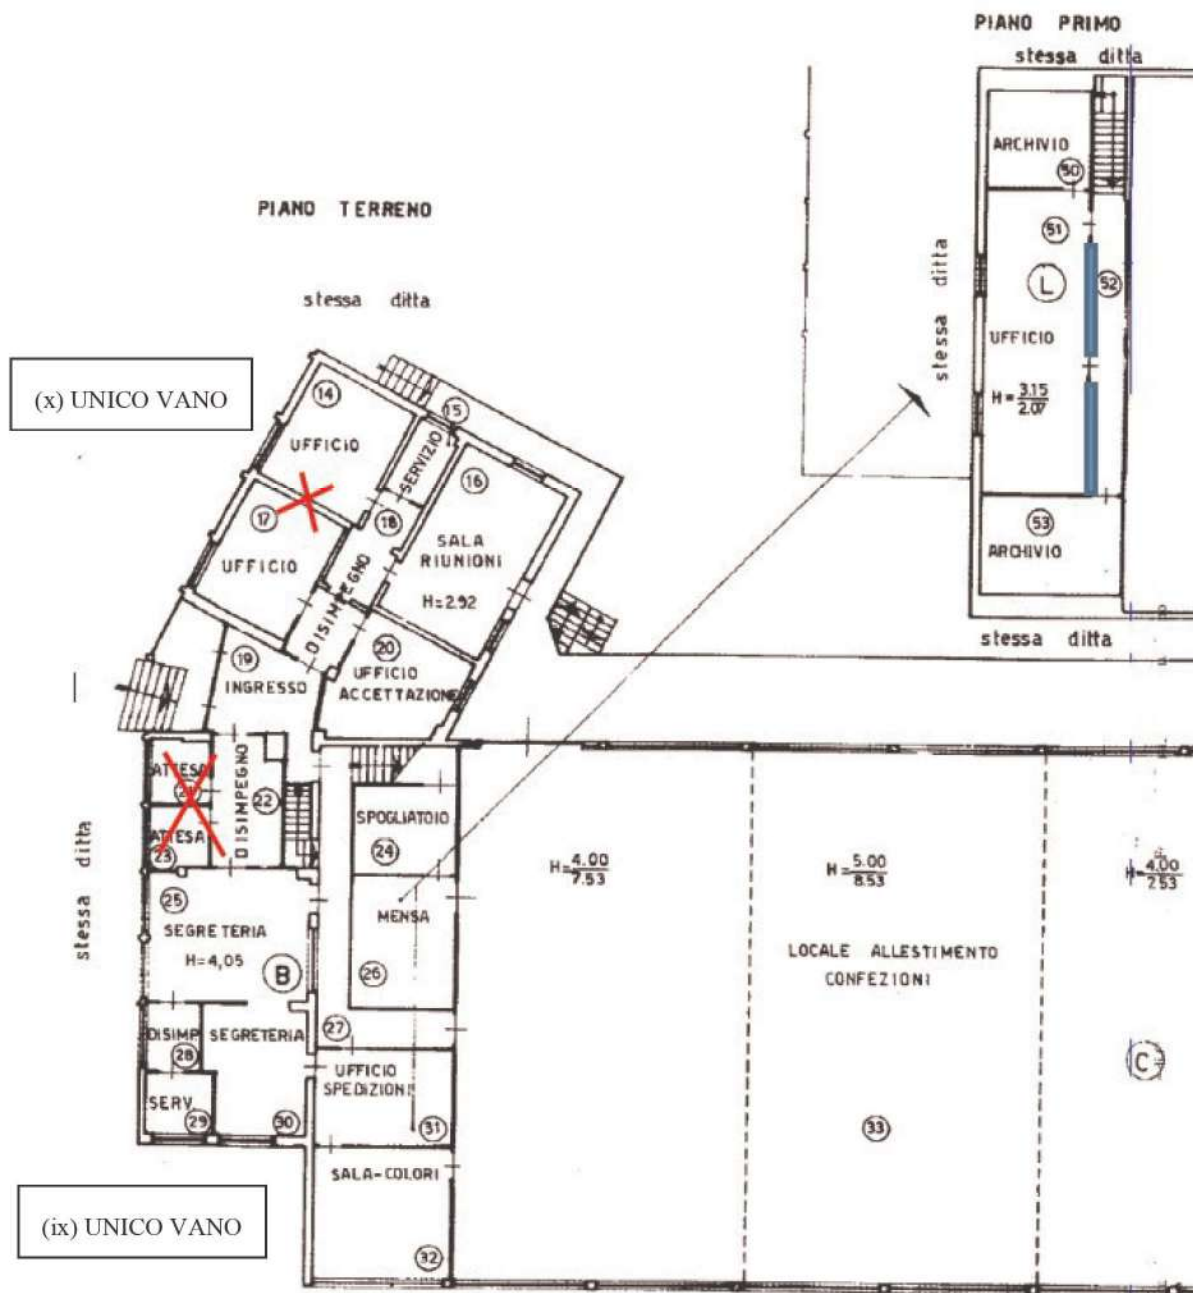 PIANO PRIMO
stessa ditta
ARCHIVIO
50
51
stessa ditta
L
52
UFFICIO
H=3.15
2.07
53
ARCHIVIO
stessa ditta
PIANO TERRENO
stessa ditta
(x) UNICO VANO
14
UFFICIO
15
SERVIZIO
16
17
18
UFFICIO
SALA
RIUNIONI
H=2.92
DISIMPEGNO
19
INGRESSO
20
UFFICIO
ACCETTAZIONE
ATTESA
21
DISIMPEGNO
22
ATTESA
23
SPOGLIATOIO
24
stessa ditta
25
SEGRETERIA
H=4,05
B
MENSA
26
H=4.00
7.53
H=5.00
8.53
H=4.00
LOCALE ALLESTIMENTO
CONFEZIONI
27
DISIMP.
28
SEGRETERIA
SERV.
29
30
UFFICIO
SPEDIZIONI
31
C
33
SALA-COLORI
32
(ix) UNICO VANO